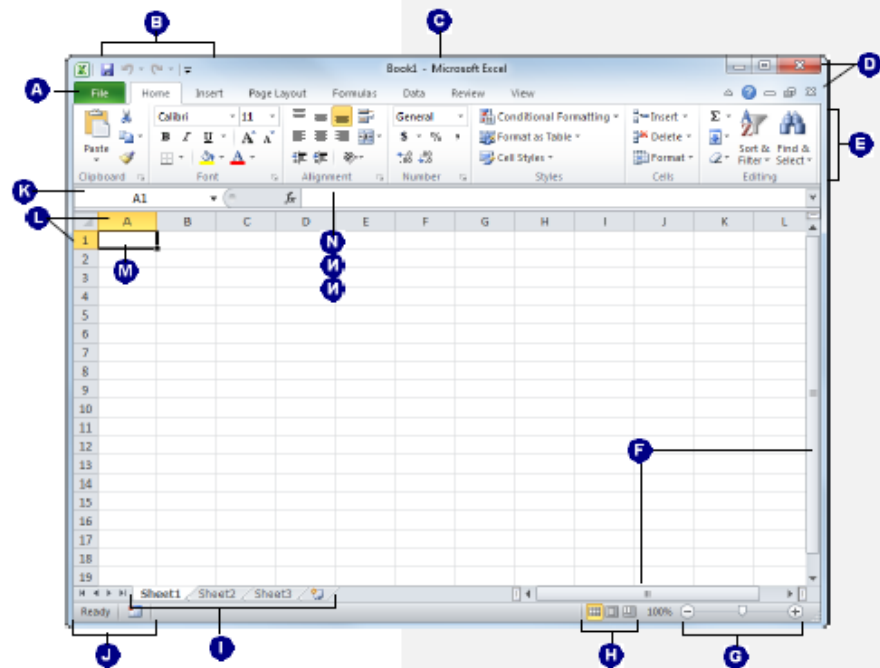 B C
Book1 - Microsoft Excel
D
A
File Home Insert Page Layout Formulas Data Review View
Calibri 11 General Conditional Formatting Insert Σ
Paste B I U A A $ % , Format as Table Delete Sort & Find &
E
Cell Styles Format Filter Select
Clipboard Font Alignment Number Styles Cells Editing
K
A1 fx
L
A B C D E F G H I J K L
1
M
N
2
И
3
И
4
5
6
7
8
9
10
11
12
F
13
14
15
16
17
18
19
Sheet1 Sheet2 Sheet3
Ready 100%
I
J
H
G